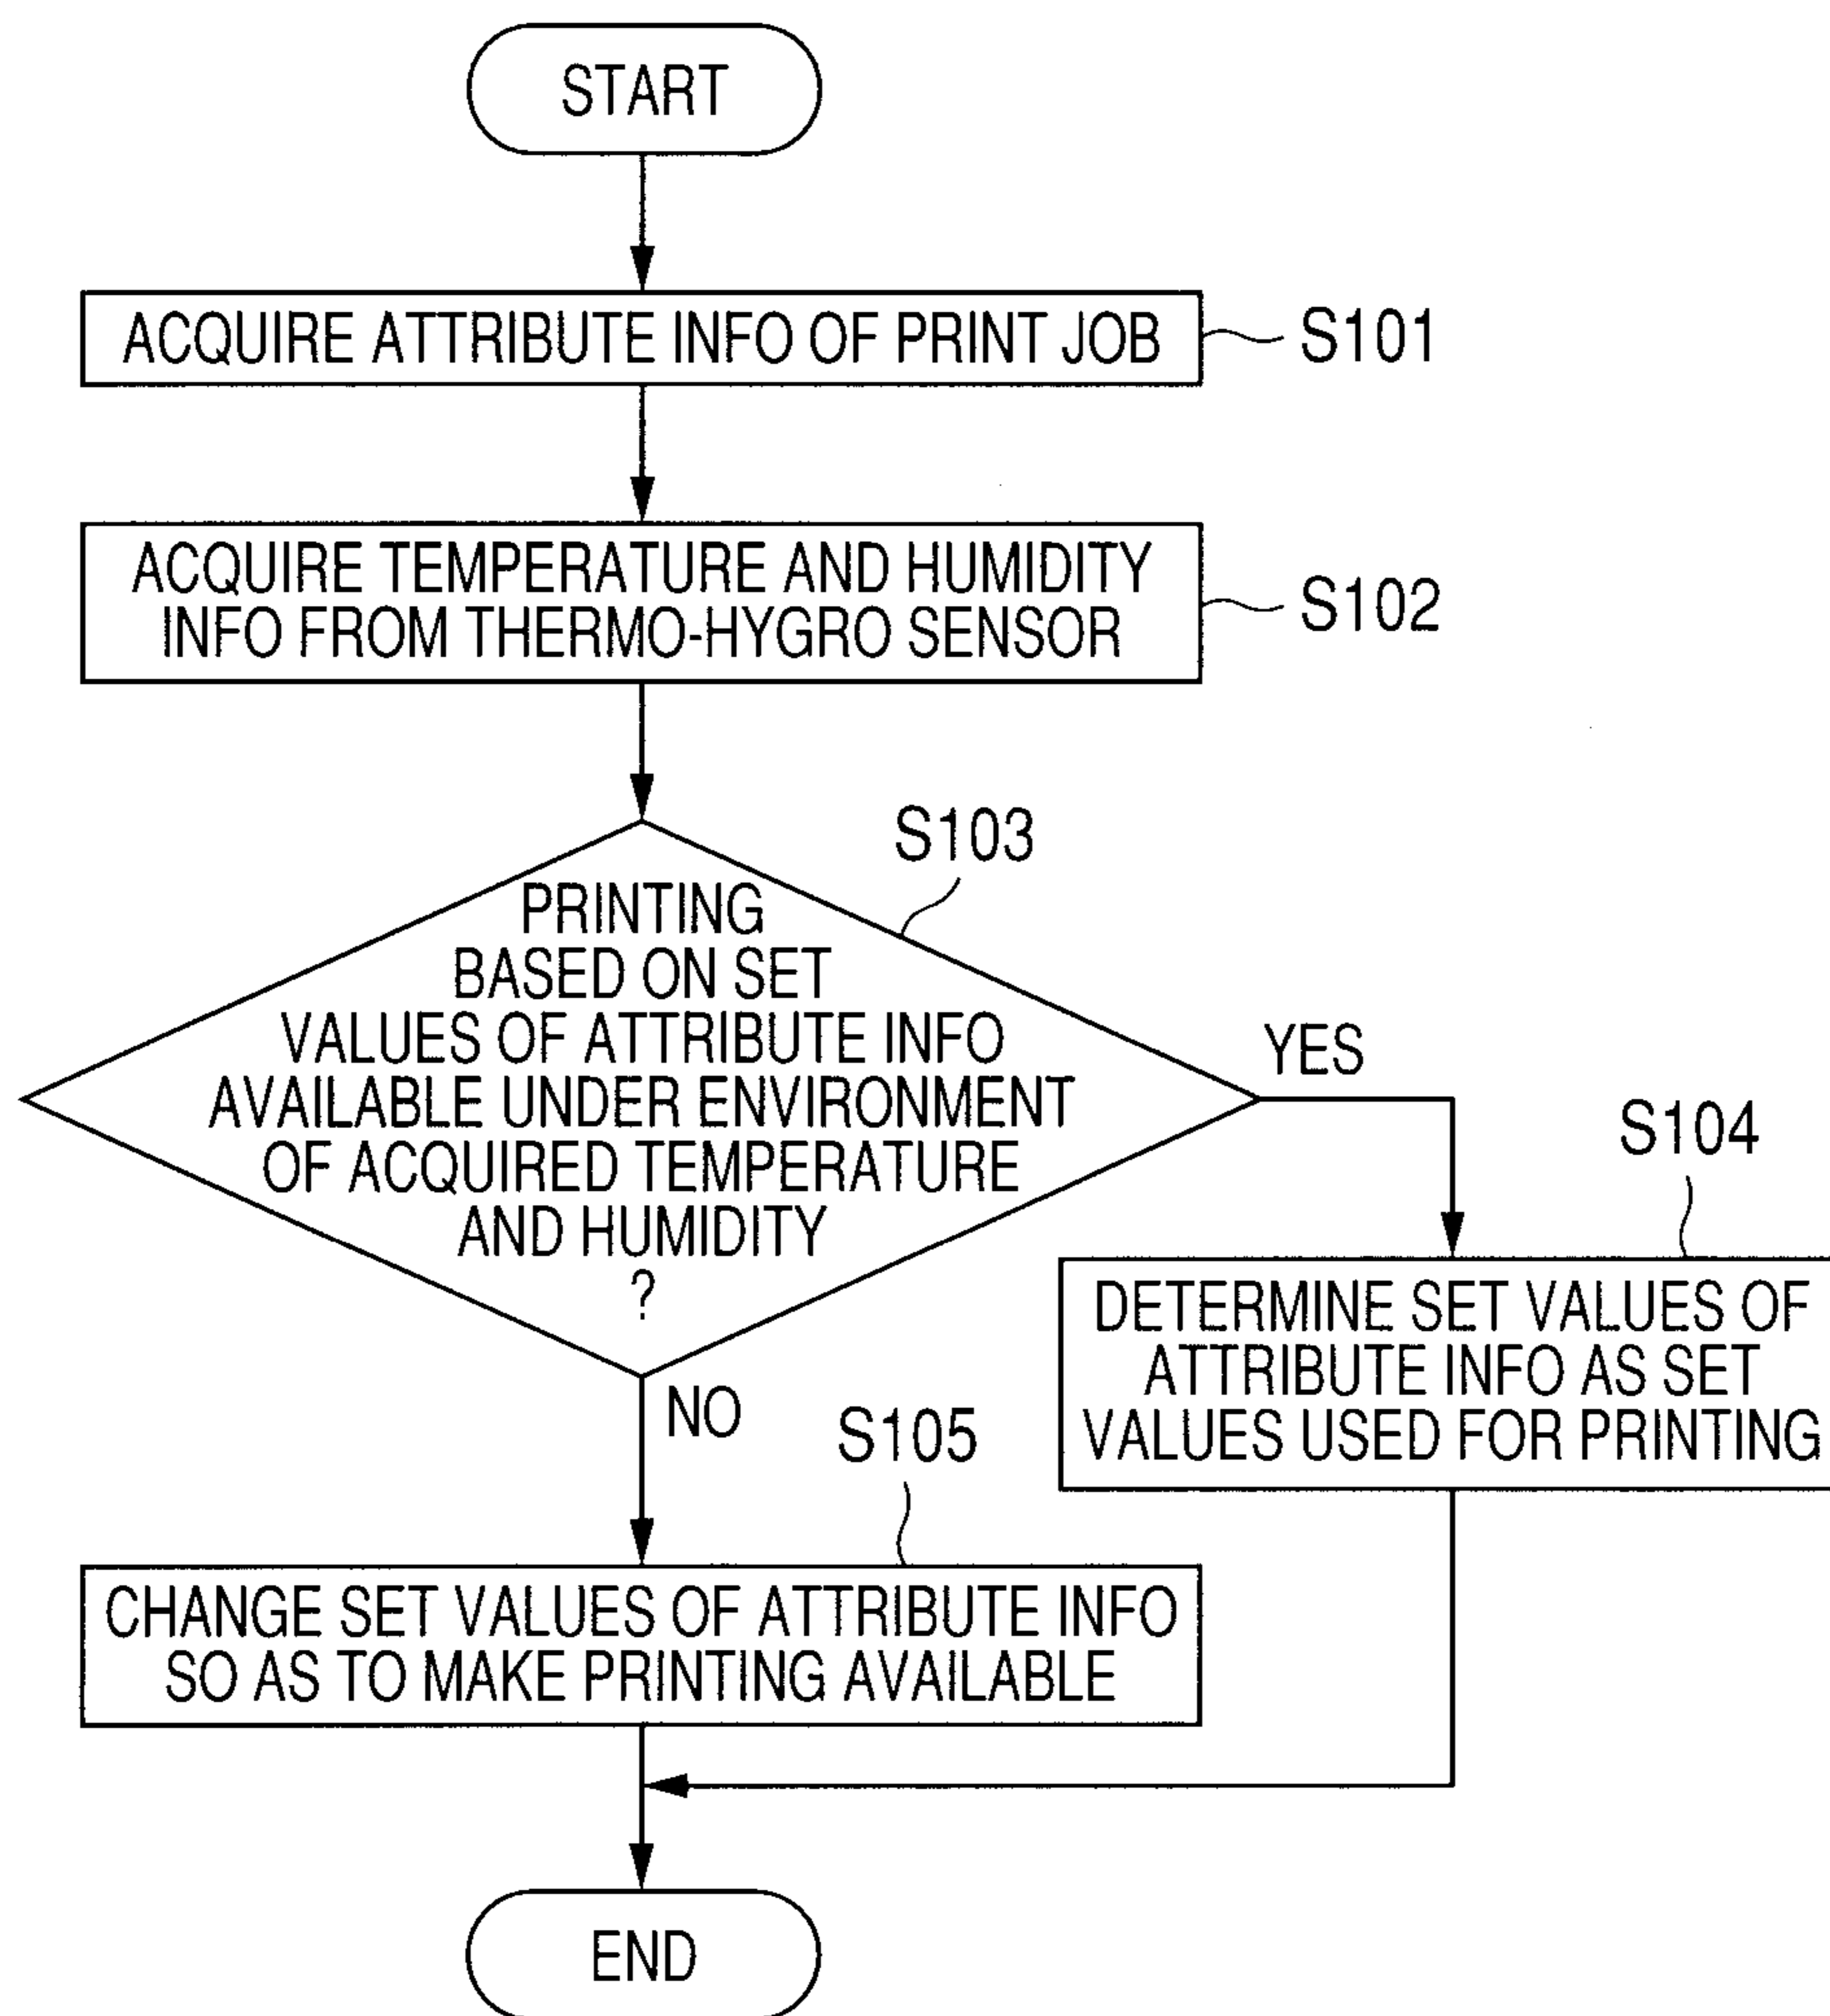 START
ACQUIRE ATTRIBUTE INFO OF PRINT JOB
S101
ACQUIRE TEMPERATURE AND HUMIDITY
INFO FROM THERMO-HYGRO SENSOR
S102
S103
PRINTING
BASED ON SET
VALUES OF ATTRIBUTE INFO
AVAILABLE UNDER ENVIRONMENT
OF ACQUIRED TEMPERATURE
AND HUMIDITY
?
YES
S104
DETERMINE SET VALUES OF
ATTRIBUTE INFO AS SET
VALUES USED FOR PRINTING
NO
S105
CHANGE SET VALUES OF ATTRIBUTE INFO
SO AS TO MAKE PRINTING AVAILABLE
END